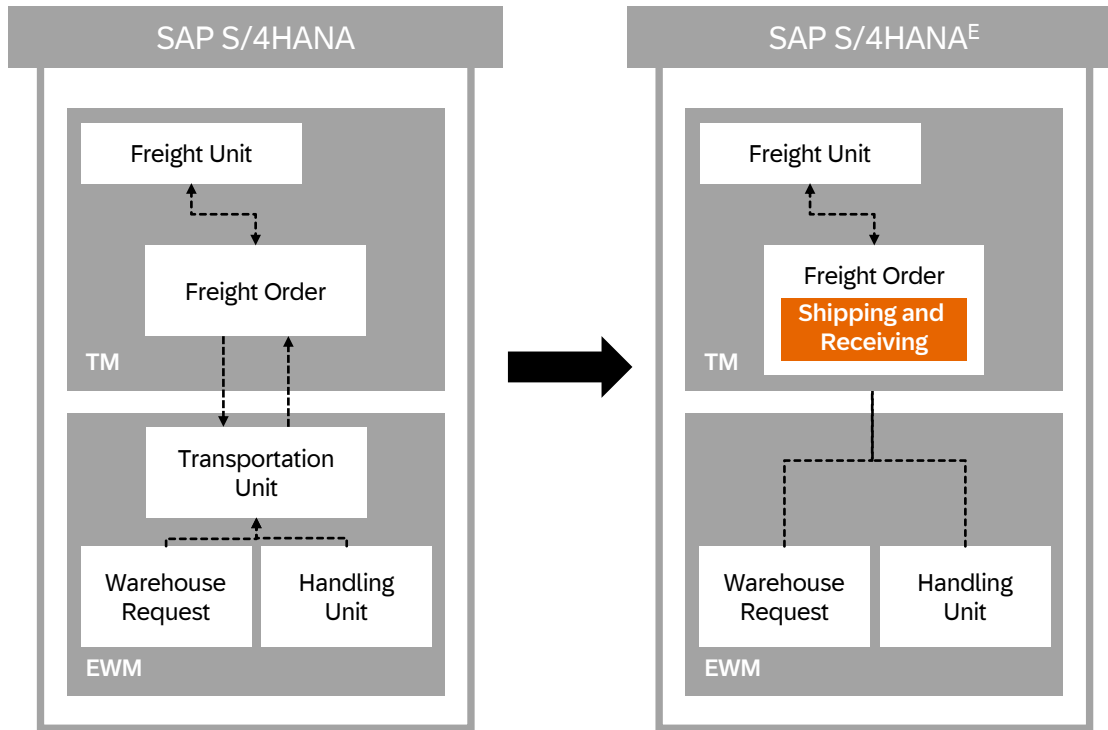 SAP S/4HANA
Freight Unit
Freight Order
TM
Transportation
Unit
Warehouse
Request
Handling
Unit
EWM
SAP S/4HANAᴱ
Freight Unit
Freight Order
Shipping and
Receiving
TM
Warehouse
Request
Handling
Unit
EWM